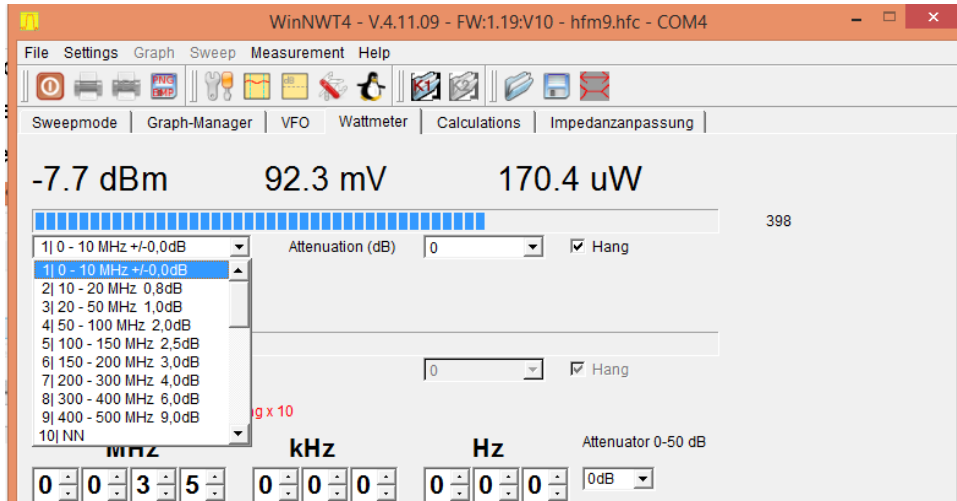 WinNWT4 - V.4.11.09 - FW:1.19:V10 - hfm9.hfc - COM4
File Settings Graph Sweep Measurement Help
PNG
BMP
dB
K1
K2
Sweepmode Graph-Manager VFO Wattmeter Calculations Impedanzanpassung
-7.7 dBm 92.3 mV 170.4 uW
398
1| 0 - 10 MHz +/-0,0dB Attenuation (dB) 0 Hang
1| 0 - 10 MHz +/-0,0dB
2| 10 - 20 MHz 0,8dB
3| 20 - 50 MHz 1,0dB
4| 50 - 100 MHz 2,0dB
5| 100 - 150 MHz 2,5dB
6| 150 - 200 MHz 3,0dB
0 Hang
7| 200 - 300 MHz 4,0dB
8| 300 - 400 MHz 6,0dB
9| 400 - 500 MHz 9,0dB
x 10
10| NN
MHz kHz Hz Attenuator 0-50 dB
0 0 3 5 0 0 0 0 0 0 0dB